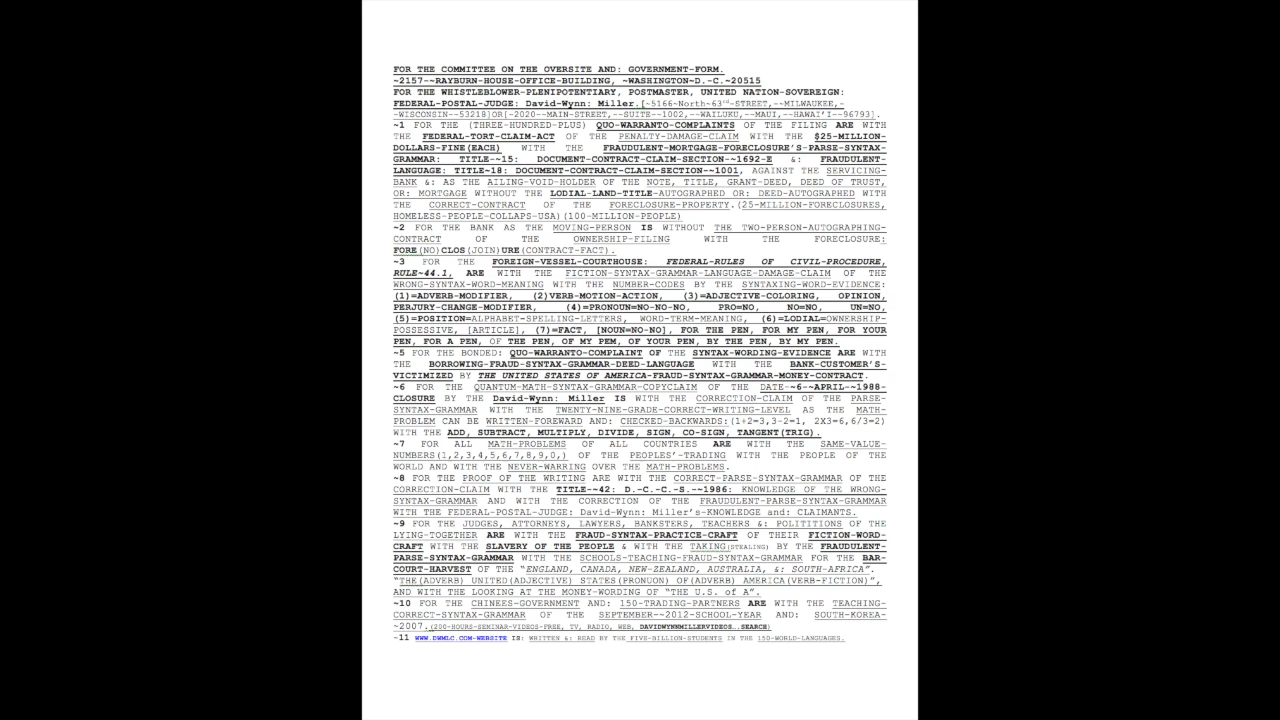 FOR THE COMMITTEE ON THE OVERSITE AND: GOVERNMENT-FORM.
~2157-~RAYBURN-HOUSE-OFFICE-BUILDING, ~WASHINGTON~D.-C.~20515
FOR THE WHISTLEBLOWER-PLENIPOTENTIARY, POSTMASTER, UNITED NATION-SOVEREIGN:
FEDERAL-POSTAL-JUDGE: David-Wynn: Miller.[~5166~North~63rd-STREET,-~MILWAUKEE,-
-WISCONSIN-~53218]OR[~2020-~MAIN-STREET,-~SUITE-~1002,-~WAILUKU,-~MAUI,-~HAWAI'I-~96793].
~1 FOR THE (THREE-HUNDRED-PLUS) QUO-WARRANTO-COMPLAINTS OF THE FILING ARE WITH
THE FEDERAL-TORT-CLAIM-ACT OF THE PENALTY-DAMAGE-CLAIM WITH THE $25-MILLION-
DOLLARS-FINE(EACH) WITH THE FRAUDULENT-MORTGAGE-FORECLOSURE'S-PARSE-SYNTAX-
GRAMMAR: TITLE-~15: DOCUMENT-CONTRACT-CLAIM-SECTION-~1692-E &: FRAUDULENT-
LANGUAGE: TITLE~18: DOCUMENT-CONTRACT-CLAIM-SECTION-~1001, AGAINST THE SERVICING-
BANK &: AS THE AILING-VOID-HOLDER OF THE NOTE, TITLE, GRANT-DEED, DEED OF TRUST,
OR: MORTGAGE WITHOUT THE LODIAL-LAND-TITLE-AUTOGRAPHED OR: DEED-AUTOGRAPHED WITH
THE CORRECT-CONTRACT OF THE FORECLOSURE-PROPERTY.(25-MILLION-FORECLOSURES,
HOMELESS-PEOPLE-COLLAPS-USA)(100-MILLION-PEOPLE)
~2 FOR THE BANK AS THE MOVING-PERSON IS WITHOUT THE TWO-PERSON-AUTOGRAPHING-
CONTRACT OF THE OWNERSHIP-FILING WITH THE FORECLOSURE:
FORE(NO)CLOS(JOIN)URE(CONTRACT-FACT).
~3 FOR THE FOREIGN-VESSEL-COURTHOUSE: FEDERAL-RULES OF CIVIL-PROCEDURE,
RULE~44.1, ARE WITH THE FICTION-SYNTAX-GRAMMAR-LANGUAGE-DAMAGE-CLAIM OF THE
WRONG-SYNTAX-WORD-MEANING WITH THE NUMBER-CODES BY THE SYNTAXING-WORD-EVIDENCE:
(1)=ADVERB-MODIFIER, (2)VERB-MOTION-ACTION, (3)=ADJECTIVE-COLORING, OPINION,
PERJURY-CHANGE-MODIFIER, (4)=PRONOUN=NO-NO-NO, PRO=NO, NO=NO, UN=NO,
(5)=POSITION=ALPHABET-SPELLING-LETTERS, WORD-TERM-MEANING, (6)=LODIAL=OWNERSHIP-
POSSESSIVE, [ARTICLE], (7)=FACT, [NOUN=NO-NO], FOR THE PEN, FOR MY PEN, FOR YOUR
PEN, FOR A PEN, OF THE PEN, OF MY PEM, OF YOUR PEN, BY THE PEN, BY MY PEN.
~5 FOR THE BONDED: QUO-WARRANTO-COMPLAINT OF THE SYNTAX-WORDING-EVIDENCE ARE WITH
THE BORROWING-FRAUD-SYNTAX-GRAMMAR-DEED-LANGUAGE WITH THE BANK-CUSTOMER'S-
VICTIMIZED BY THE UNITED STATES OF AMERICA-FRAUD-SYNTAX-GRAMMAR-MONEY-CONTRACT.
~6 FOR THE QUANTUM-MATH-SYNTAX-GRAMMAR-COPYCLAIM OF THE DATE-~6-~APRIL-~1988-
CLOSURE BY THE David-Wynn: Miller IS WITH THE CORRECTION-CLAIM OF THE PARSE-
SYNTAX-GRAMMAR WITH THE TWENTY-NINE-GRADE-CORRECT-WRITING-LEVEL AS THE MATH-
PROBLEM CAN BE WRITTEN-FOREWARD AND: CHECKED-BACKWARDS:(1+2=3,3-2=1, 2X3=6,6/3=2)
WITH THE ADD, SUBTRACT, MULTIPLY, DIVIDE, SIGN, CO-SIGN, TANGENT(TRIG).
~7 FOR ALL MATH-PROBLEMS OF ALL COUNTRIES ARE WITH THE SAME-VALUE-
NUMBERS(1,2,3,4,5,6,7,8,9,0,) OF THE PEOPLES'-TRADING WITH THE PEOPLE OF THE
WORLD AND WITH THE NEVER-WARRING OVER THE MATH-PROBLEMS.
~8 FOR THE PROOF OF THE WRITING ARE WITH THE CORRECT-PARSE-SYNTAX-GRAMMAR OF THE
CORRECTION-CLAIM WITH THE TITLE-~42: D.-C.-C.-S.-~1986: KNOWLEDGE OF THE WRONG-
SYNTAX-GRAMMAR AND WITH THE CORRECTION OF THE FRAUDULENT-PARSE-SYNTAX-GRAMMAR
WITH THE FEDERAL-POSTAL-JUDGE: David-Wynn: Miller's-KNOWLEDGE and: CLAIMANTS.
~9 FOR THE JUDGES, ATTORNEYS, LAWYERS, BANKSTERS, TEACHERS &: POLITITIONS OF THE
LYING-TOGETHER ARE WITH THE FRAUD-SYNTAX-PRACTICE-CRAFT OF THEIR FICTION-WORD-
CRAFT WITH THE SLAVERY OF THE PEOPLE & WITH THE TAKING(STEALING) BY THE FRAUDULENT-
PARSE-SYNTAX-GRAMMAR WITH THE SCHOOLS-TEACHING-FRAUD-SYNTAX-GRAMMAR FOR THE BAR-
COURT-HARVEST OF THE "ENGLAND, CANADA, NEW-ZEALAND, AUSTRALIA, &: SOUTH-AFRICA".
"THE(ADVERB) UNITED(ADJECTIVE) STATES(PRONUON) OF(ADVERB) AMERICA(VERB-FICTION)",
AND WITH THE LOOKING AT THE MONEY-WORDING OF "THE U.S. of A".
~10 FOR THE CHINEES-GOVERNMENT AND: 150-TRADING-PARTNERS ARE WITH THE TEACHING-
CORRECT-SYNTAX-GRAMMAR OF THE SEPTEMBER-~2012-SCHOOL-YEAR AND: SOUTH-KOREA-
~2007.(200-HOURS-SEMINAR-VIDEOS-FREE, TV, RADIO, WEB, DAVIDWYNNMILLERVIDEOS..SEARCH)
~11 WWW.DWMLC.COM-WEBSITE IS: WRITTEN &: READ BY THE FIVE-BILLION-STUDENTS IN THE 150-WORLD-LANGUAGES.